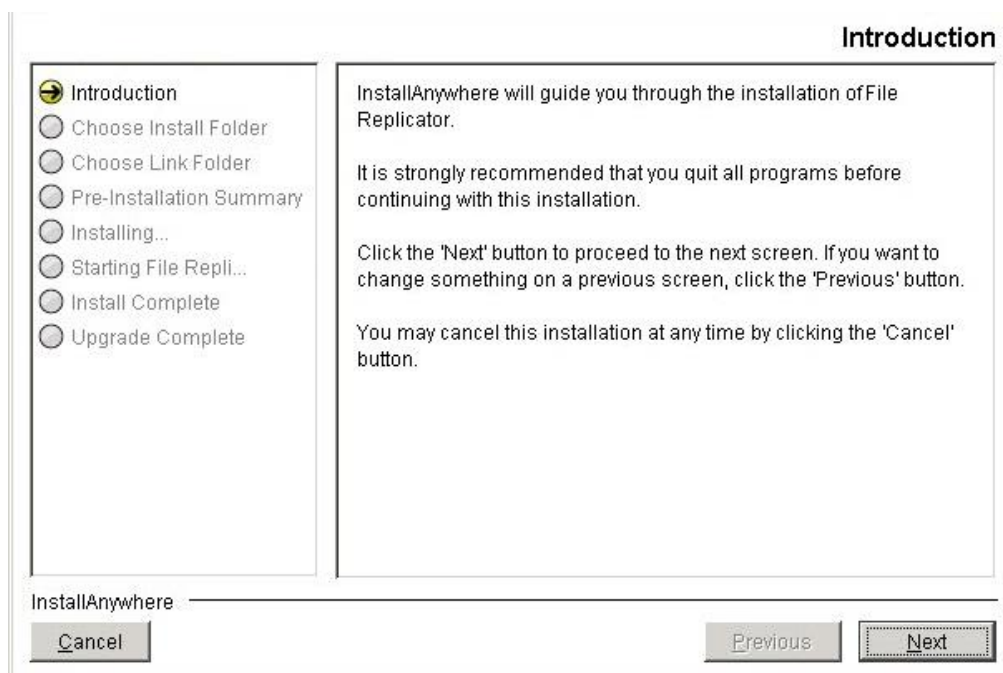 Introduction
Introduction
Choose Install Folder
Choose Link Folder
Pre-Installation Summary
Installing...
Starting File Repli...
Install Complete
Upgrade Complete
InstallAnywhere will guide you through the installation of File
Replicator.
It is strongly recommended that you quit all programs before
continuing with this installation.
Click the 'Next' button to proceed to the next screen. If you want to
change something on a previous screen, click the 'Previous' button.
You may cancel this installation at any time by clicking the 'Cancel'
button.
InstallAnywhere
Cancel
Previous
Next